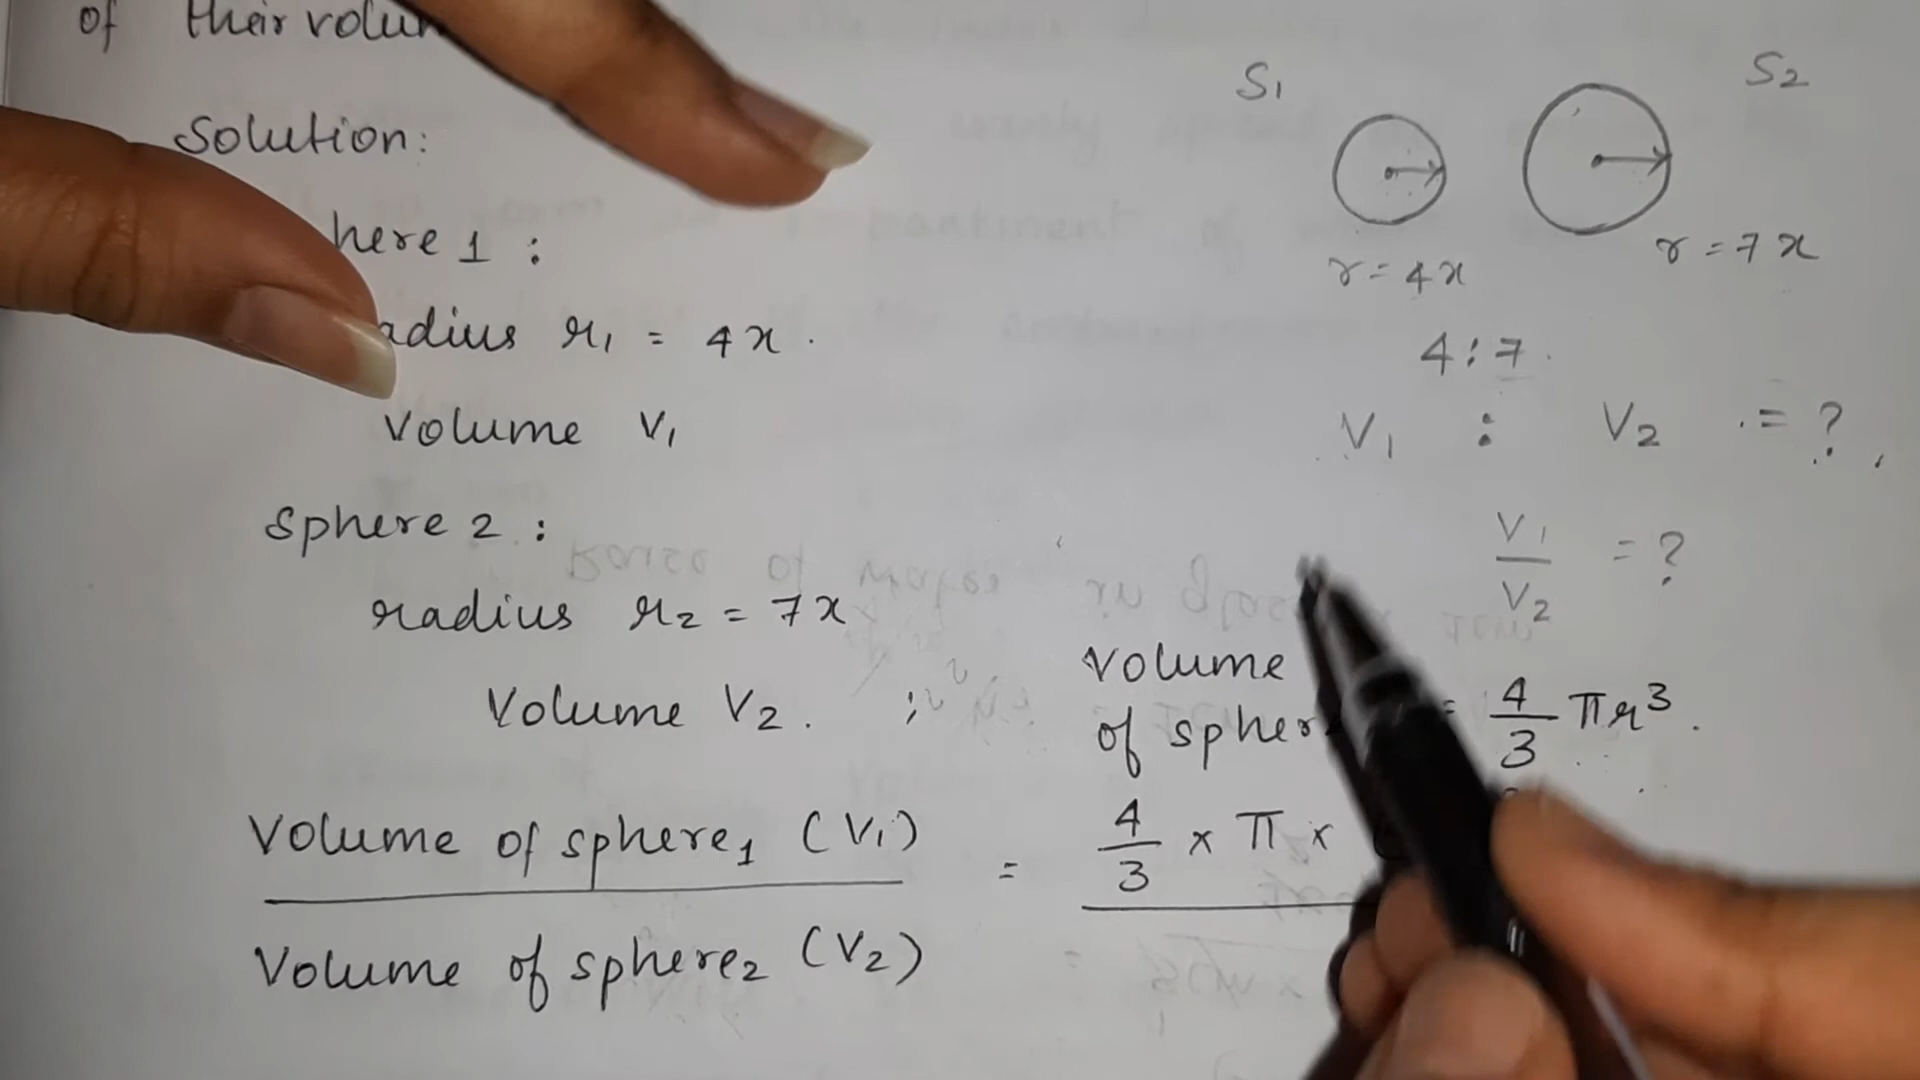 of their
Solution:
here 1 :
adius r1 = 4x.
Volume V1
Sphere 2 :
radius r2 = 7x
Volume V2.
Volume of sphere1 (V1)
Volume of sphere2 (V2)
=
4/3 x π x
S1
S2
r = 4x
r = 7x
4:7.
V1 : V2 = ?
V1/V2 = ?
Volume
of spher = 4/3 πr³.